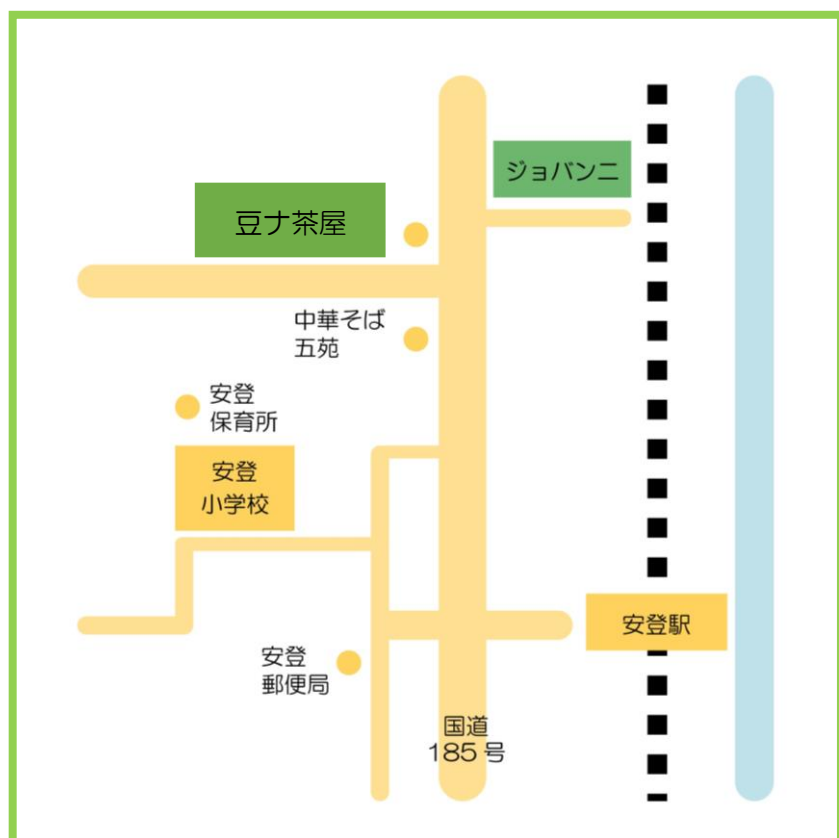 ジョバンニ
豆ナ茶屋
中華そば
五苑
安登
保育所
安登
小学校
安登駅
安登
郵便局
国道
185号